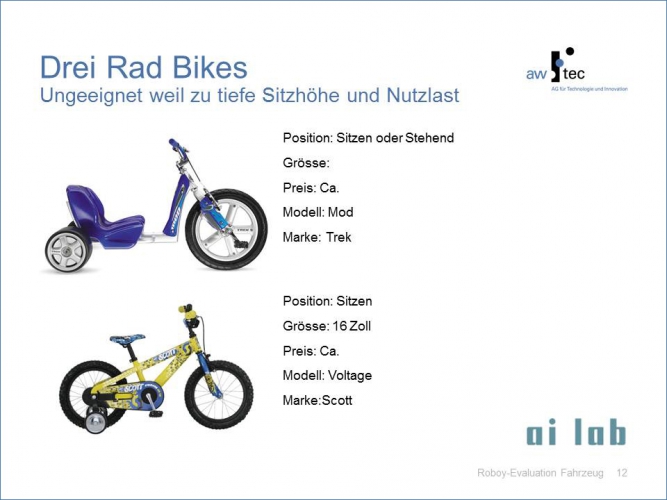 Drei Rad Bikes
Ungeeignet weil zu tiefe Sitzhöhe und Nutzlast
aw tec
AG für Technologie und Innovation
Position: Sitzen oder Stehend
Grösse:
Preis: Ca.
Modell: Mod
Marke: Trek
Position: Sitzen
Grösse: 16 Zoll
Preis: Ca.
Modell: Voltage
Marke:Scott
SCOTT
SCOTT
ai lab
Roboy-Evaluation Fahrzeug 12